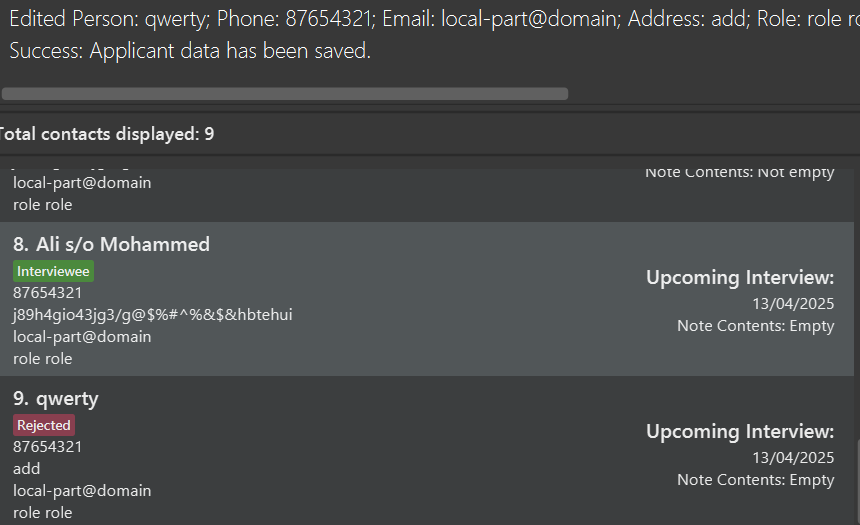 Edited Person: qwerty; Phone: 87654321; Email: local-part@domain; Address: add; Role: role
Success: Applicant data has been saved.
Total contacts displayed: 9
Note Contents: Not empty
local-part@domain
role role
8. Ali s/o Mohammed
Interviewee
87654321
j89h4gio43jg3/g@$%#^%&$&hbtehui
local-part@domain
role role
Upcoming Interview:
13/04/2025
Note Contents: Empty
9. qwerty
Rejected
87654321
add
local-part@domain
role role
Upcoming Interview:
13/04/2025
Note Contents: Empty